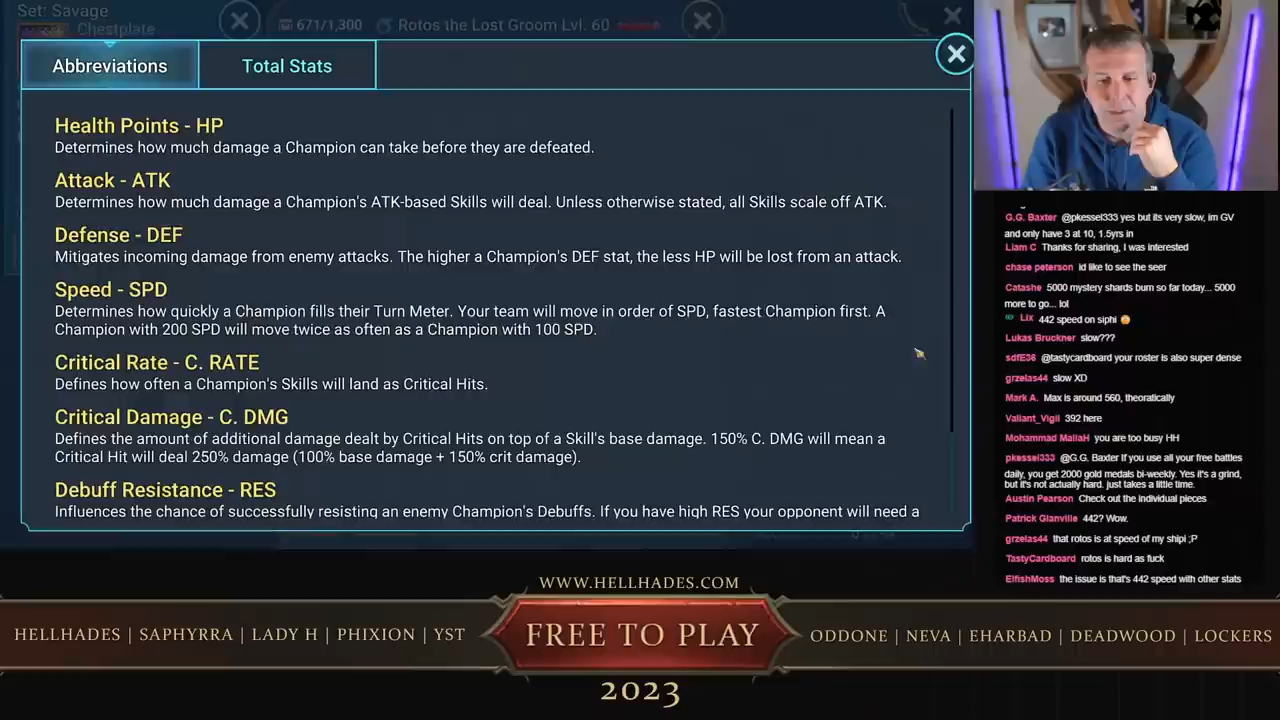 Set: Savage
Chestplate
671/1,300
Rotos the Lost Groom Lvl. 60
Abbreviations
Total Stats
Health Points - HP
Determines how much damage a Champion can take before they are defeated.
Attack - ATK
Determines how much damage a Champion's ATK-based Skills will deal. Unless otherwise stated, all Skills scale off ATK.
Defense - DEF
Mitigates incoming damage from enemy attacks. The higher a Champion's DEF stat, the less HP will be lost from an attack.
Speed - SPD
Determines how quickly a Champion fills their Turn Meter. Your team will move in order of SPD, fastest Champion first. A
Champion with 200 SPD will move twice as often as a Champion with 100 SPD.
Critical Rate - C. RATE
Defines how often a Champion's Skills will land as Critical Hits.
Critical Damage - C. DMG
Defines the amount of additional damage dealt by Critical Hits on top of a Skill's base damage. 150% C. DMG will mean a
Critical Hit will deal 250% damage (100% base damage + 150% crit damage).
Debuff Resistance - RES
Influences the chance of successfully resisting an enemy Champion's Debuffs. If you have high RES your opponent will need a
G.G. Baxter @pkessel333 yes but its very slow, im GV
and only have 3 at 10, 1.5yrs in
Liam C Thanks for sharing, I was interested
chase peterson id like to see the seer
Catashe 5000 mystery shards burn so far today... 5000
more to go... lol
Lix 442 speed on siphi
Lukas Bruckner slow???
sdfE36 @tastycardboard your roster is also super dense
grzelas44 slow XD
Mark A. Max is around 560, theoratically
Valiant_Vigil 392 here
Mohammad MallaH you are too busy HH
pkessel333 @G.G. Baxter If you use all your free battles
daily, you get 2000 gold medals bi-weekly. Yes it's a grind,
but it's not actually hard. just takes a little time.
Austin Pearson Check out the individual pieces
Patrick Glanville 442? Wow.
grzelas44 that rotos is at speed of my shipi ;P
TastyCardboard rotos is hard as fuck
ElfishMoss the issue is that's 442 speed with other stats
WWW.HELLHADES.COM
HELLHADES | SAPHYRRA | LADY H | PHIXION | YST
FREE TO PLAY
ODDONE | NEVA | EHARBAD | DEADWOOD | LOCKERS
2023